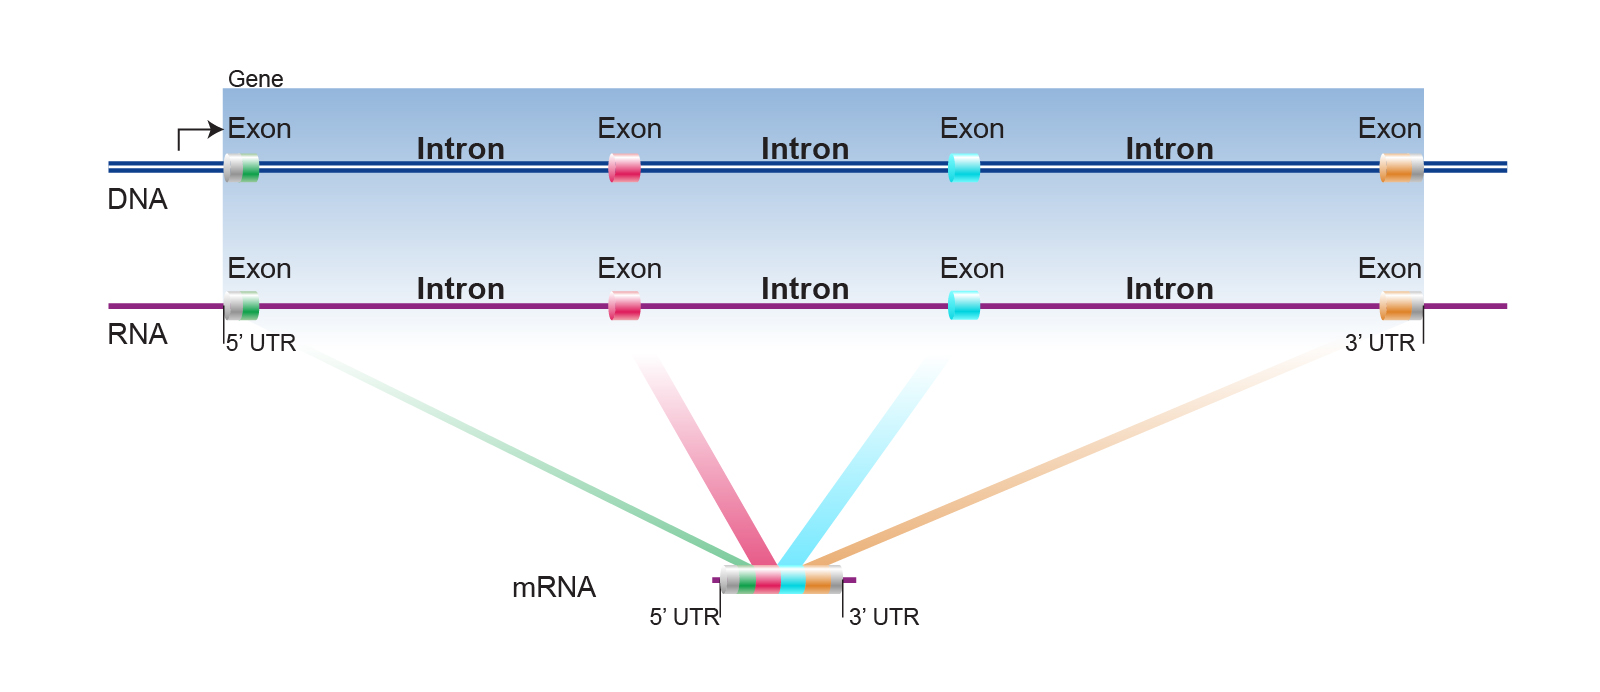 Gene
Exon Exon Exon Exon
Intron Intron Intron
DNA
Exon Exon Exon Exon
Intron Intron Intron
RNA
5’ UTR 3’ UTR
mRNA
5’ UTR 3’ UTR